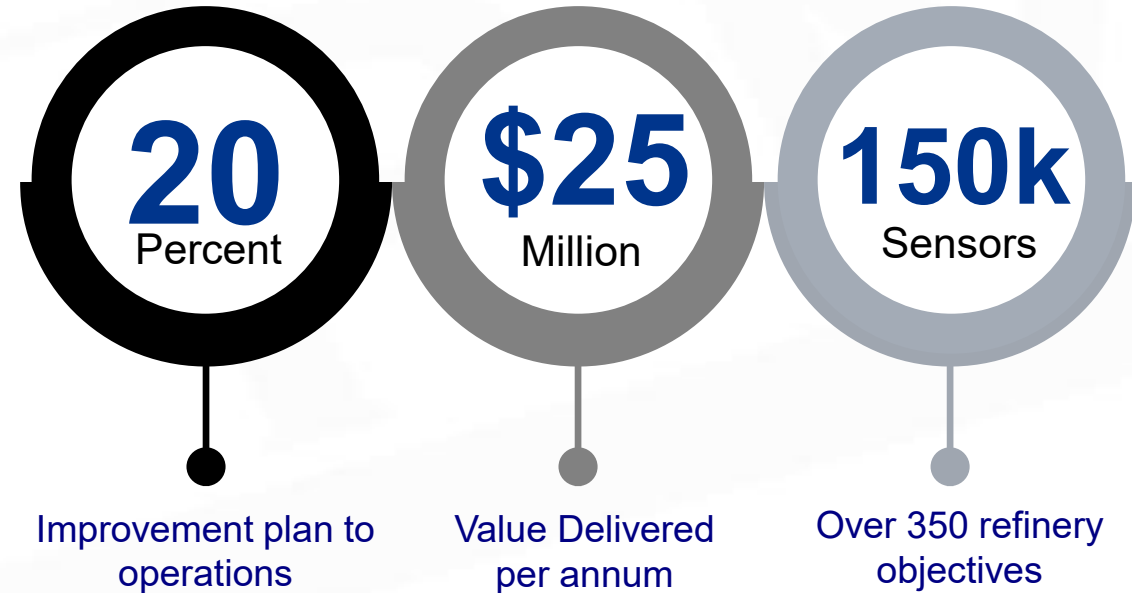 20
Percent
Improvement plan to
operations
$25
Million
Value Delivered
per annum
150k
Sensors
Over 350 refinery
objectives